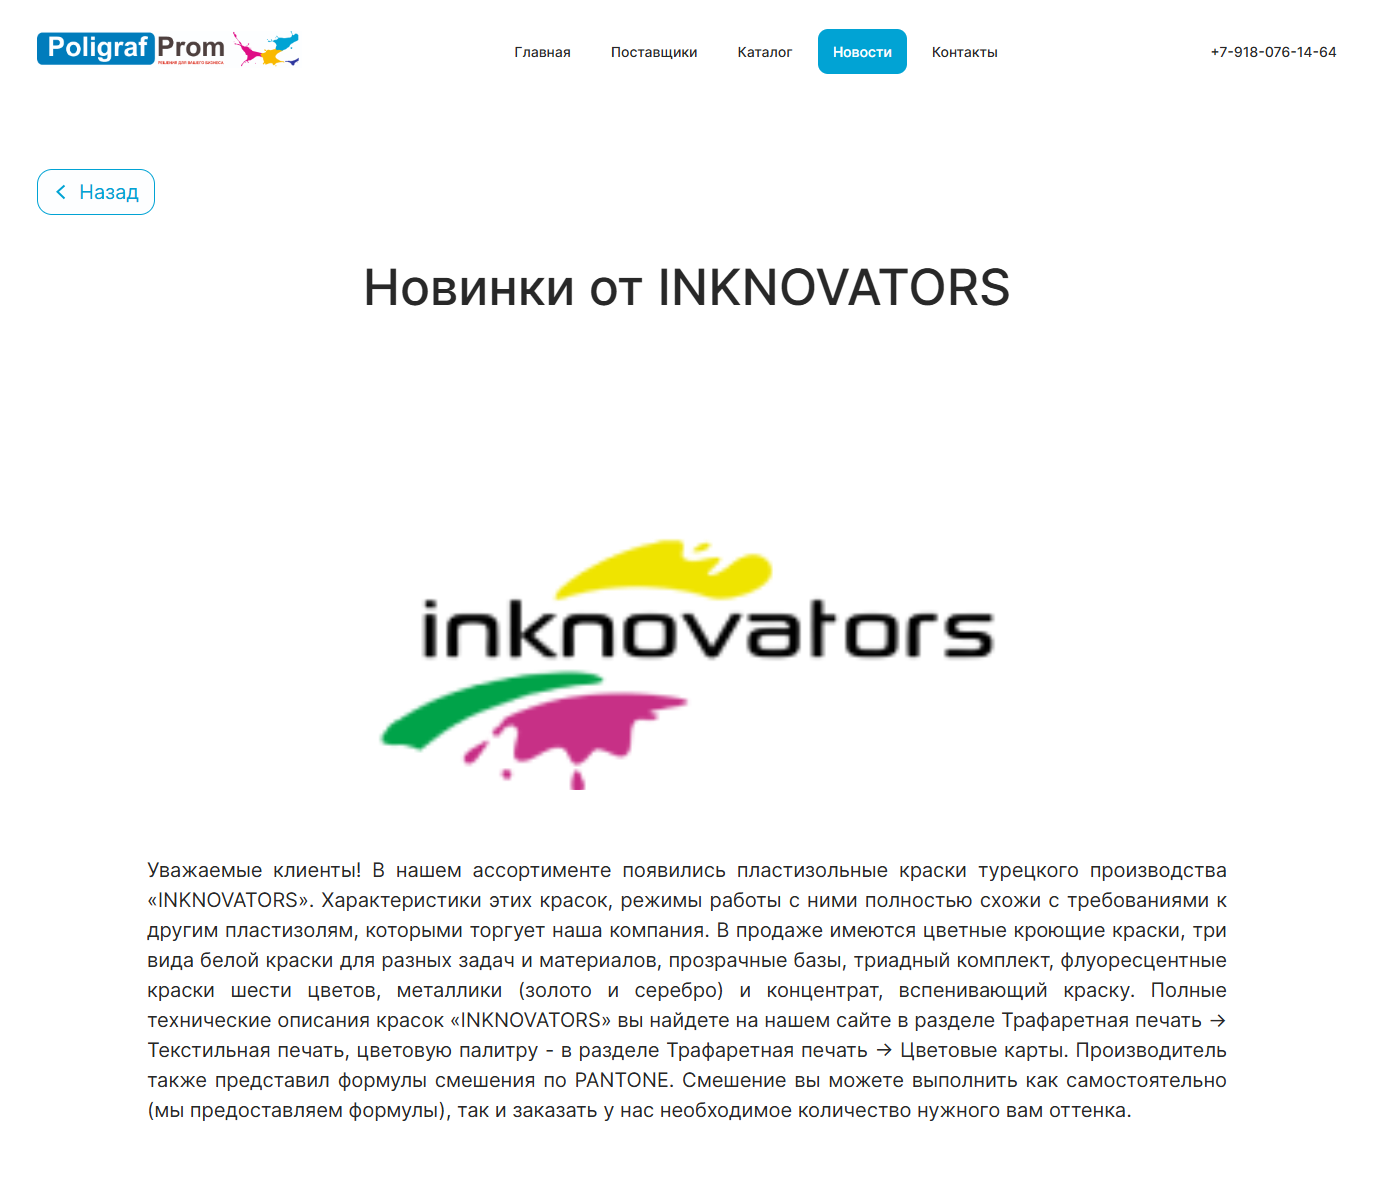 Poligraf Prom
РЕШЕНИЯ ДЛЯ ВАШЕГО БИЗНЕСА
Главная
Поставщики
Каталог
Новости
Контакты
+7-918-076-14-64
Назад
Новинки от INKNOVATORS
inknovators
Уважаемые клиенты! В нашем ассортименте появились пластизольные краски турецкого производства
«INKNOVATORS». Характеристики этих красок, режимы работы с ними полностью схожи с требованиями к
другим пластизолям, которыми торгует наша компания. В продаже имеются цветные кроющие краски, три
вида белой краски для разных задач и материалов, прозрачные базы, триадный комплект, флуоресцентные
краски шести цветов, металлики (золото и серебро) и концентрат, вспенивающий краску. Полные
технические описания красок «INKNOVATORS» вы найдете на нашем сайте в разделе Трафаретная печать →
Текстильная печать, цветовую палитру - в разделе Трафаретная печать → Цветовые карты. Производитель
также представил формулы смешения по PANTONE. Смешение вы можете выполнить как самостоятельно
(мы предоставляем формулы), так и заказать у нас необходимое количество нужного вам оттенка.